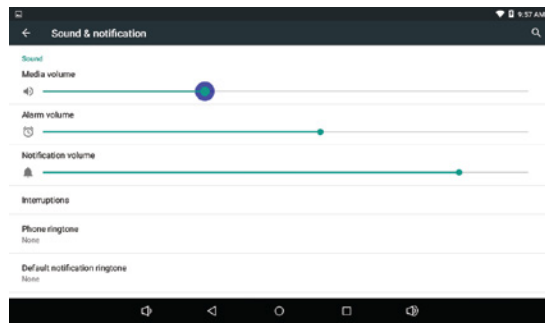 9:57 AM
Sound & notification
Sound
Media volume
Alarm volume
Notification volume
Interruptions
Phone ringtone
None
Default notification ringtone
None